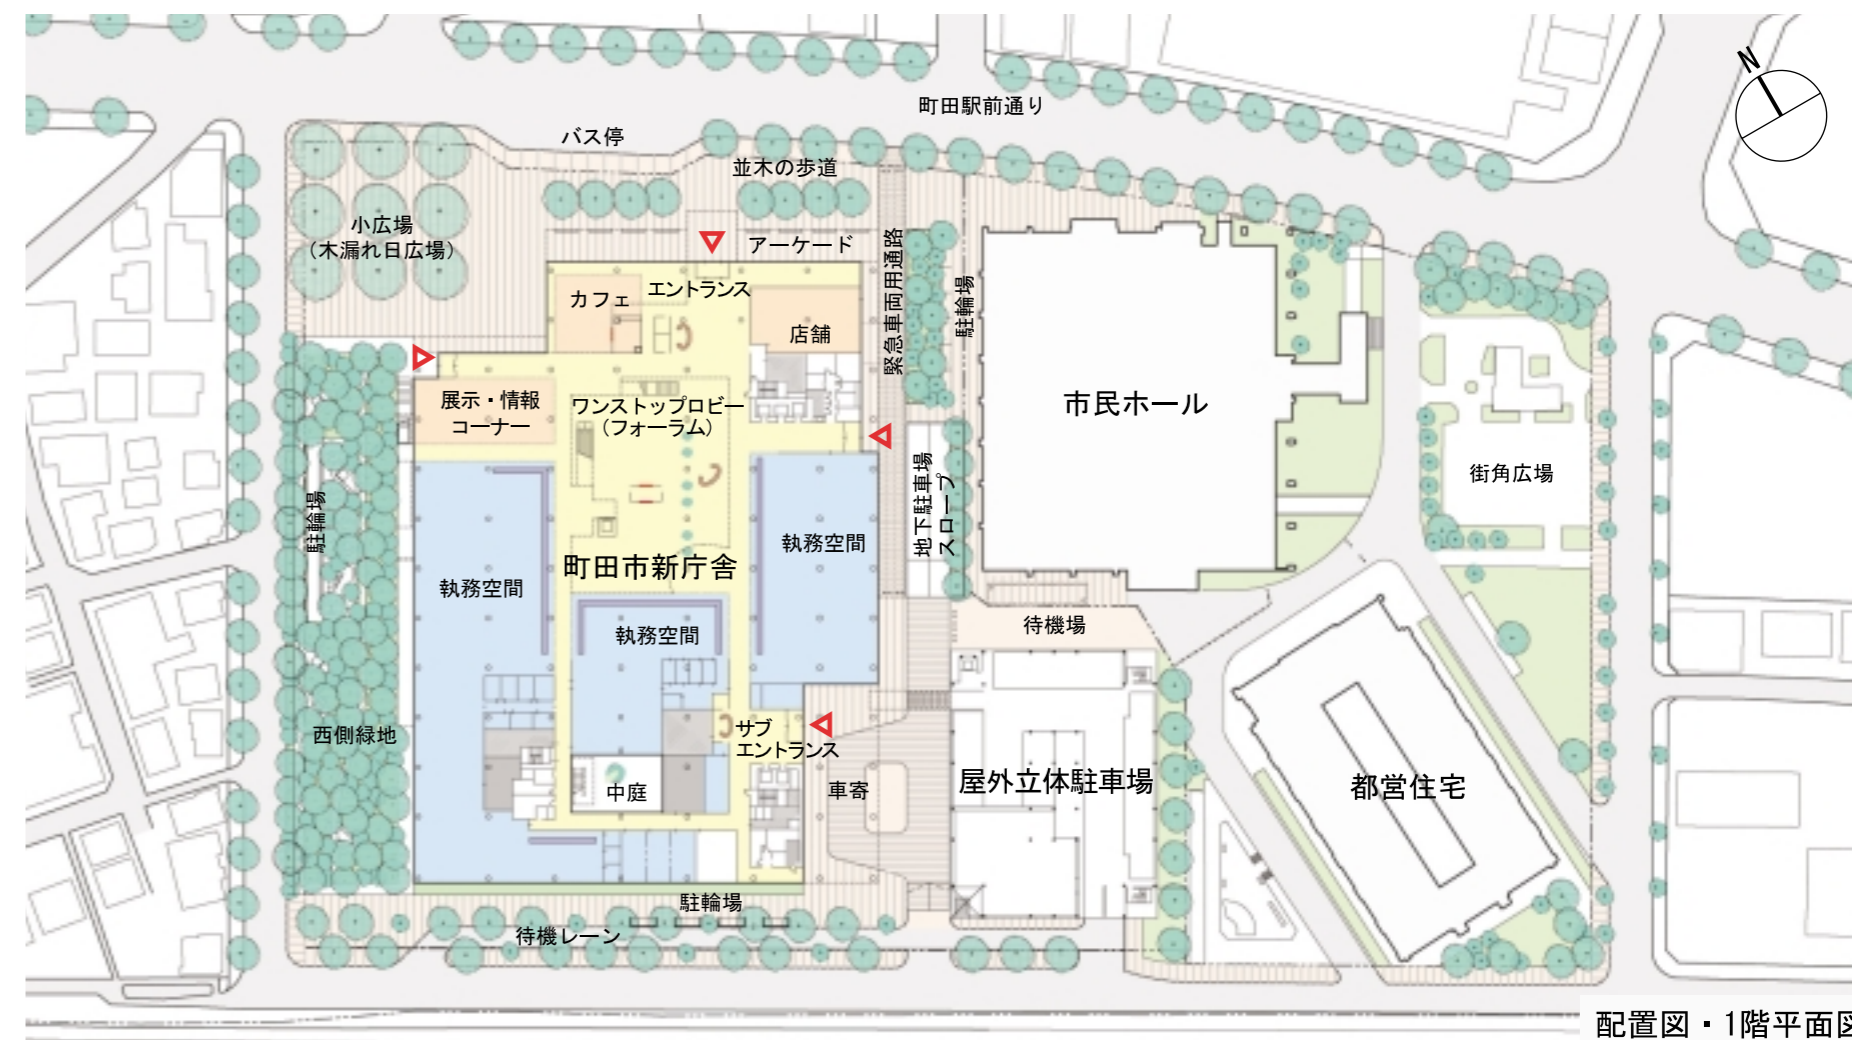 N
町田駅前通り
バス停
並木の歩道
小広場
（木漏れ日広場）
アーケード
緊急車両用通路
駐輪場
エントランス
カフェ
店舗
展示・情報
コーナー
ワンストップロビー
（フォーラム）
市民ホール
街角広場
地下駐車場
スロープ
駐輪場
執務空間
町田市新庁舎
執務空間
執務空間
待機場
西側緑地
サブ
エントランス
中庭
車寄
屋外立体駐車場
都営住宅
駐輪場
待機レーン
配置図・1階平面図